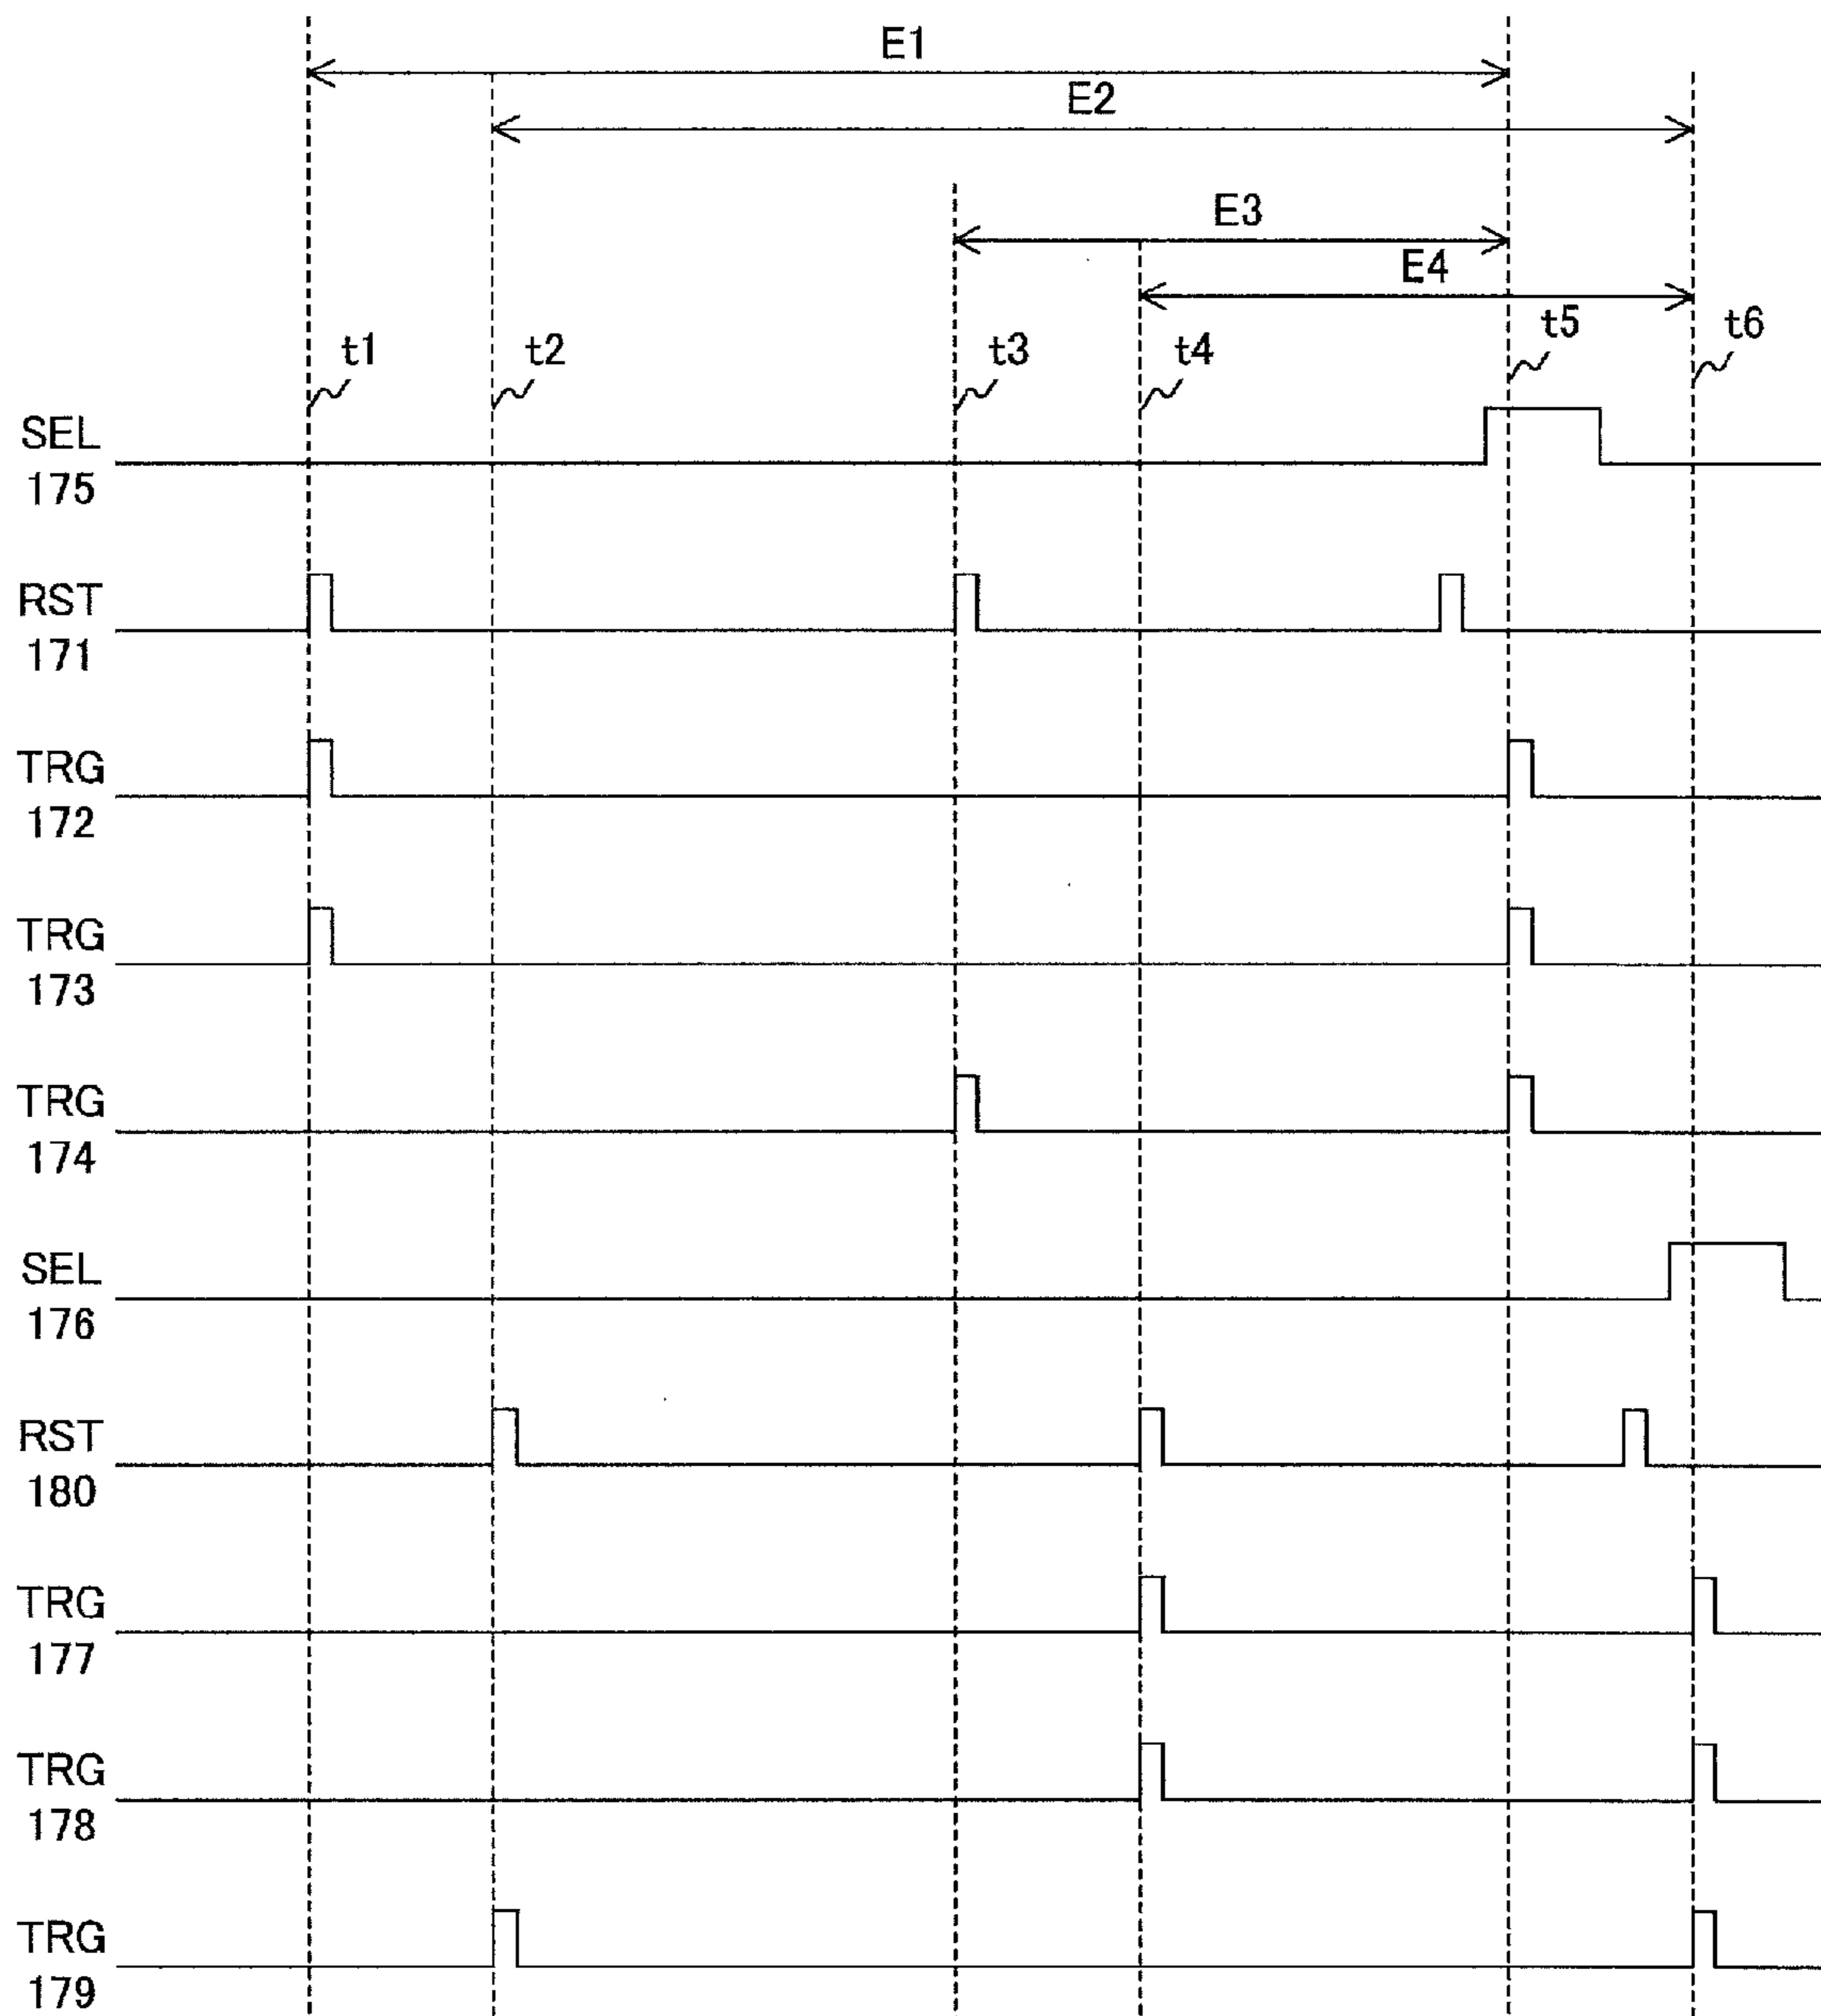 E1
E2
E3
E4
t1
t2
t3
t4
t5
t6
SEL
175
RST
171
TRG
172
TRG
173
TRG
174
SEL
176
RST
180
TRG
177
TRG
178
TRG
179